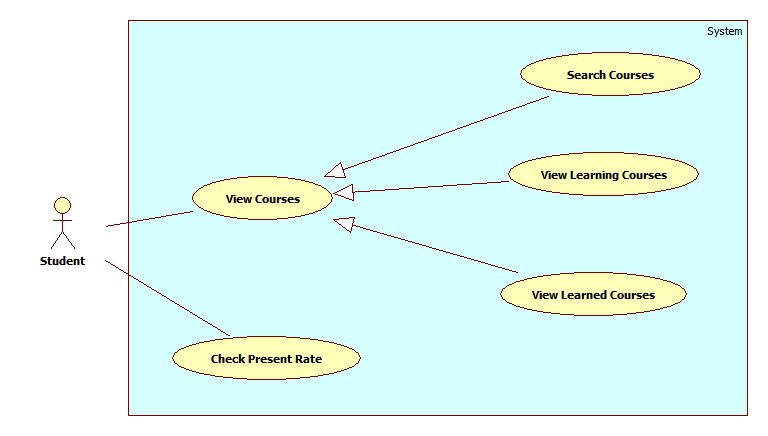 System
Search Courses
View Learning Courses
View Courses
Student
View Learned Courses
Check Present Rate